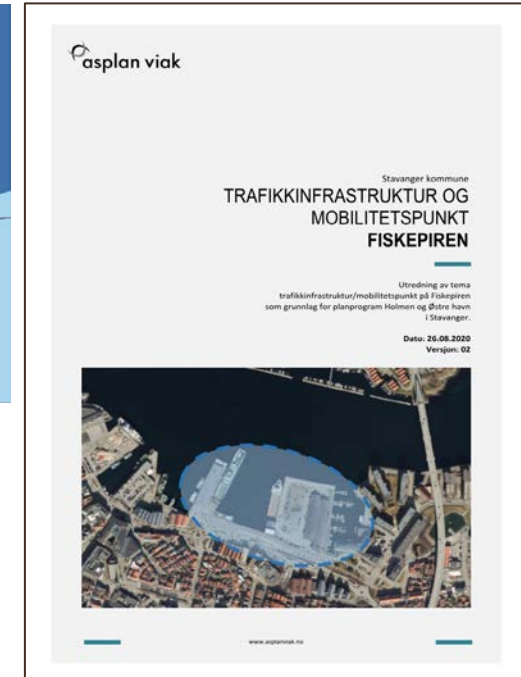 asplan viak
Stavanger kommune
TRAFIKKINFRASTRUKTUR OG
MOBILITETSPUNKT
FISKEPIREN
Utredning av tema
trafikkinfrastruktur/mobilitetspunkt på Fiskepiren
som grunnlag for planprogram Holmen og Østre havn
i Stavanger.
Dato: 26.08.2020
Versjon: 02
www.asplanviak.no